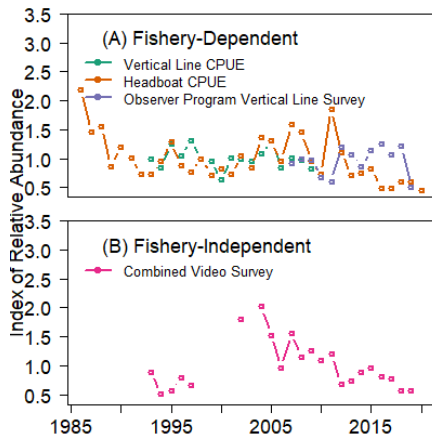 Index of Relative Abundance
3.5
3.0
2.5
2.0
1.5
1.0
0.5
(A) Fishery-Dependent
Vertical Line CPUE
Headboat CPUE
Observer Program Vertical Line Survey
3.5
3.0
2.5
2.0
1.5
1.0
0.5
(B) Fishery-Independent
Combined Video Survey
1985 1995 2005 2015